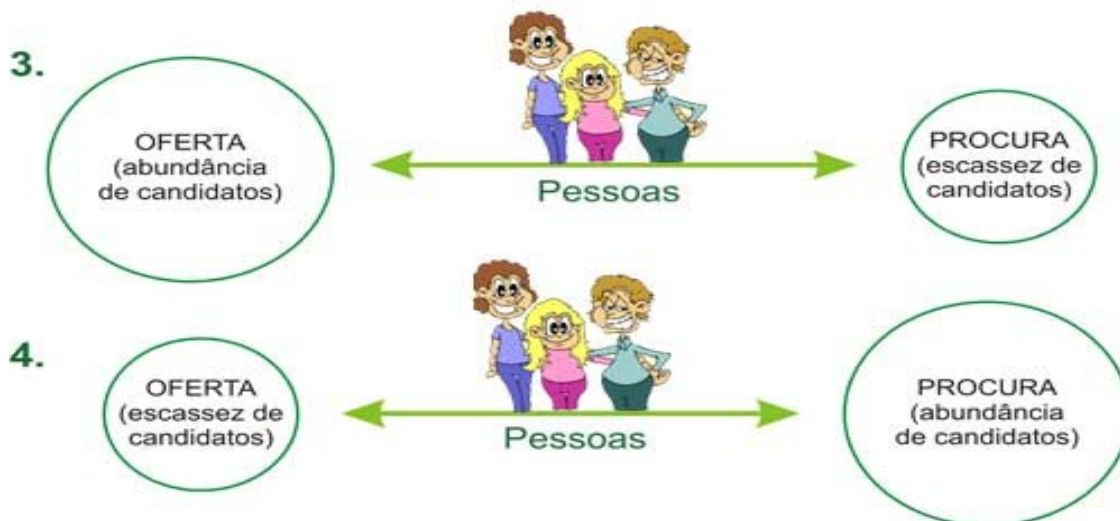 3.
OFERTA
(abundância
de candidatos)
Pessoas
PROCURA
(escassez de
candidatos)
4.
OFERTA
(escassez de
candidatos)
Pessoas
PROCURA
(abundância
de candidatos)